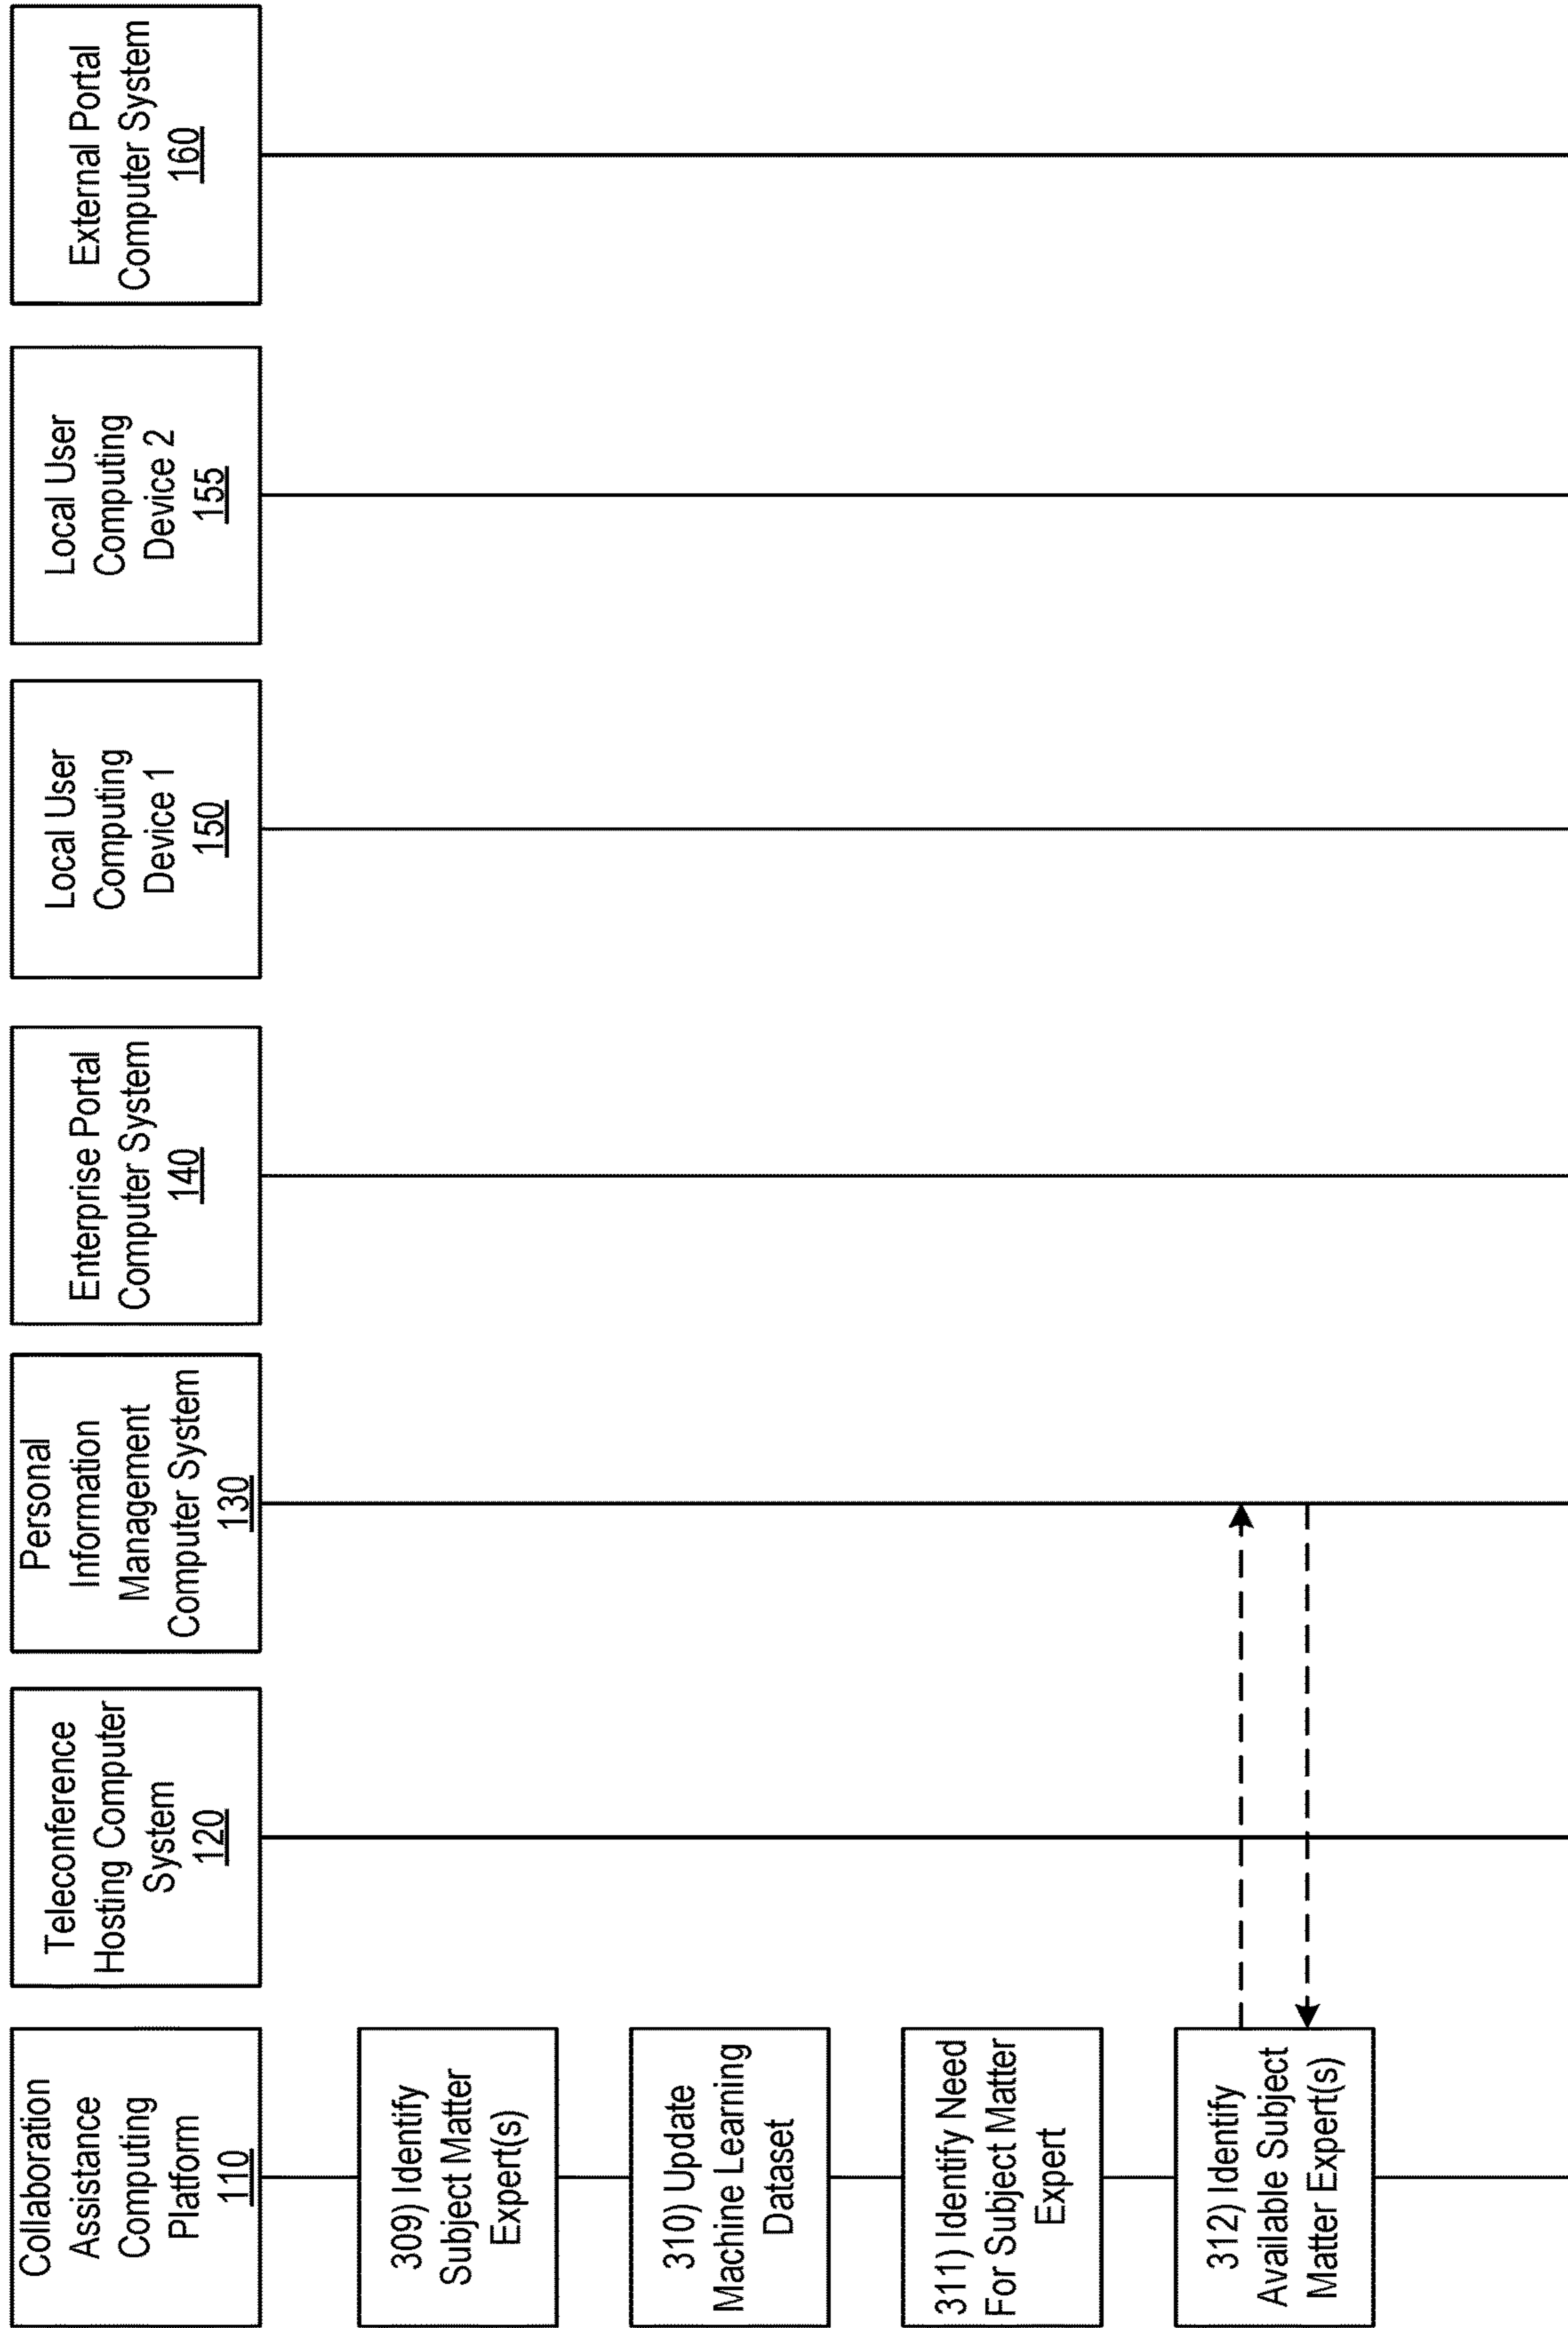 Collaboration
Assistance
Computing
Platform
110
Teleconference
Hosting Computer
System
120
Personal
Information
Management
Computer System
130
Enterprise Portal
Computer System
140
Local User
Computing
Device 1
150
Local User
Computing
Device 2
155
External Portal
Computer System
160
309) Identify
Subject Matter
Expert(s)
310) Update
Machine Learning
Dataset
311) Identify Need
For Subject Matter
Expert
312) Identify
Available Subject
Matter Expert(s)